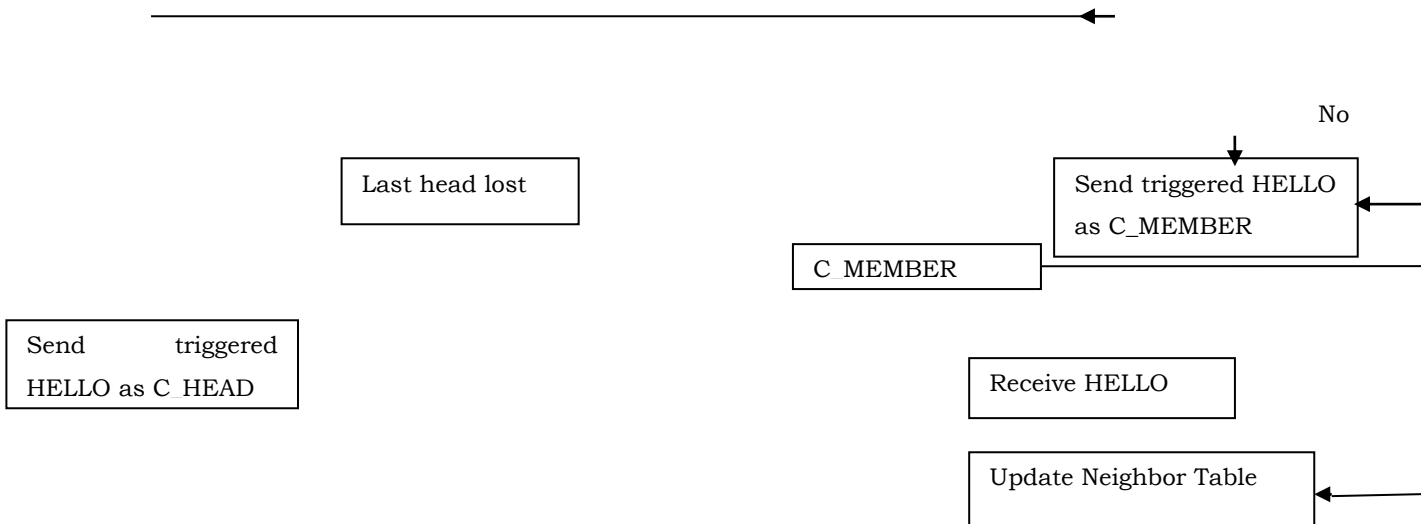 No
Last head lost
Send triggered HELLO
as C_MEMBER
C_MEMBER
Send triggered
HELLO as C_HEAD
Receive HELLO
Update Neighbor Table